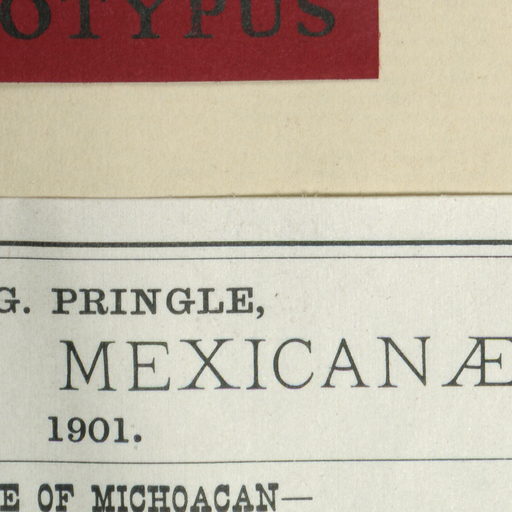 OTYPUS
G. PRINGLE,
MEXICANÆ
1901.
E OF MICHOACAN—